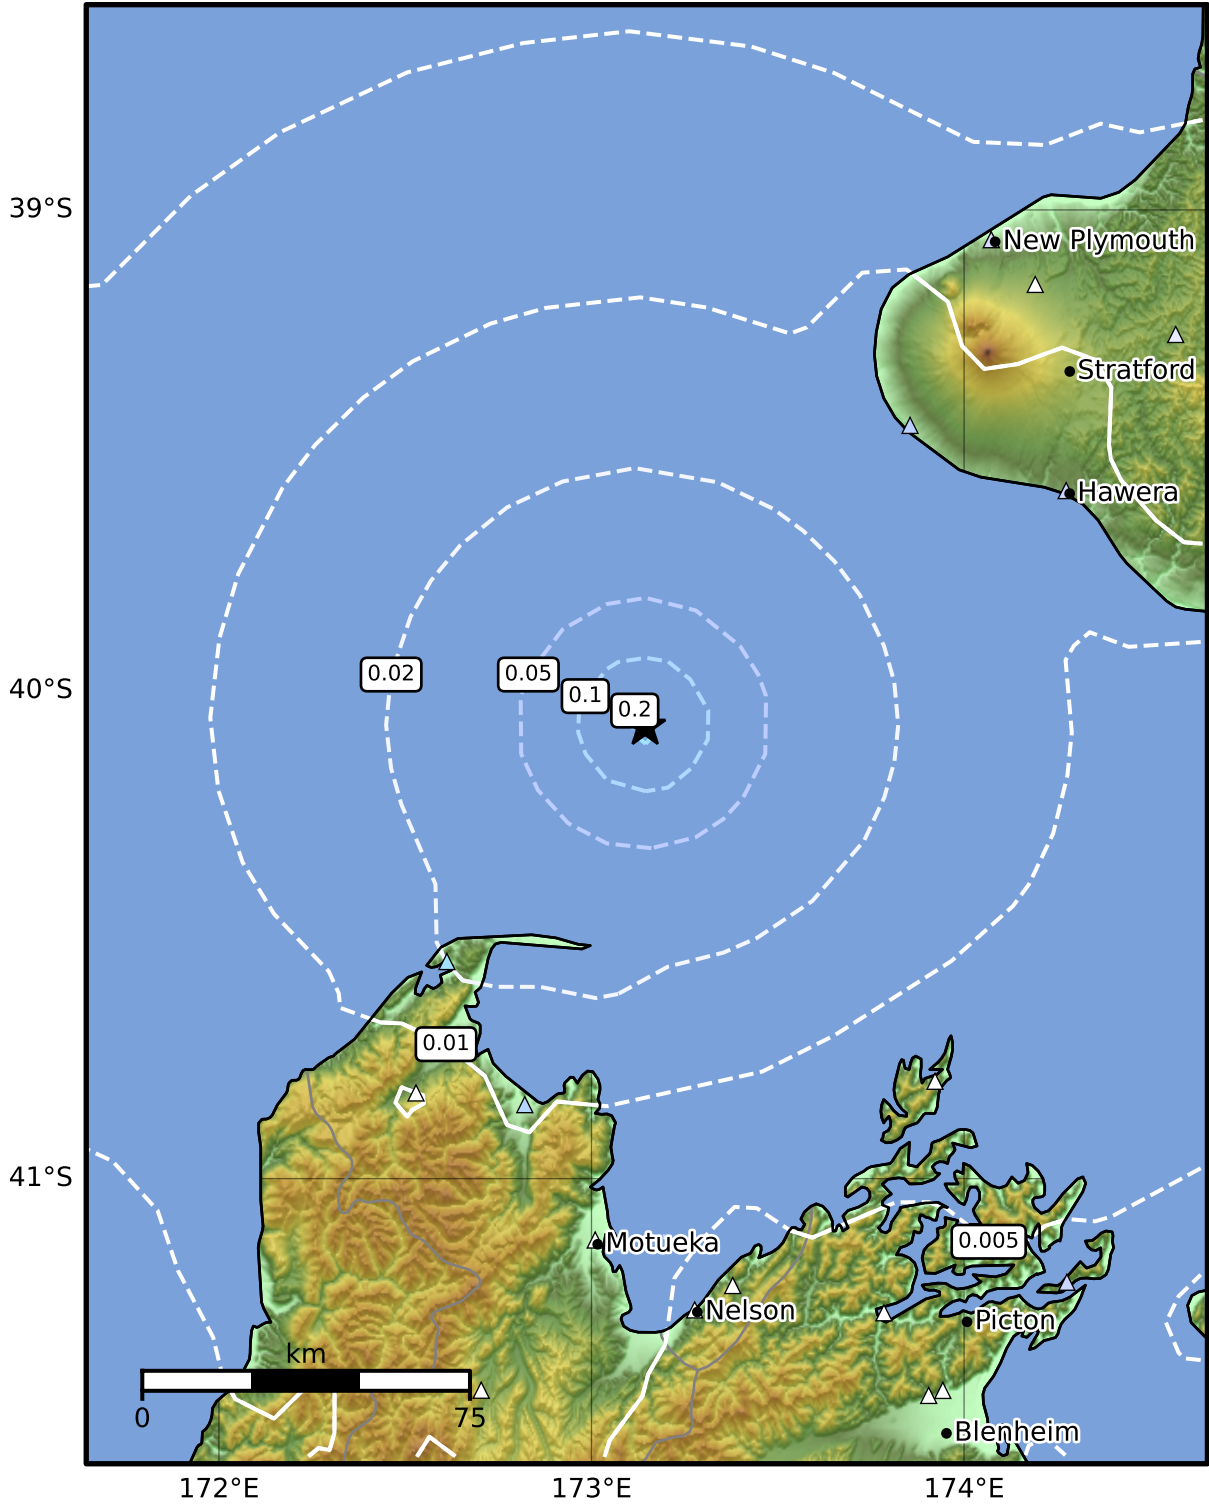 39°S
New Plymouth
Stratford
Hawera
0.02
0.05
0.1
0.2
40°S
0.01
41°S
Motueka
0.005
Nelson
Picton
km
0
75
Blenheim
172°E
173°E
174°E